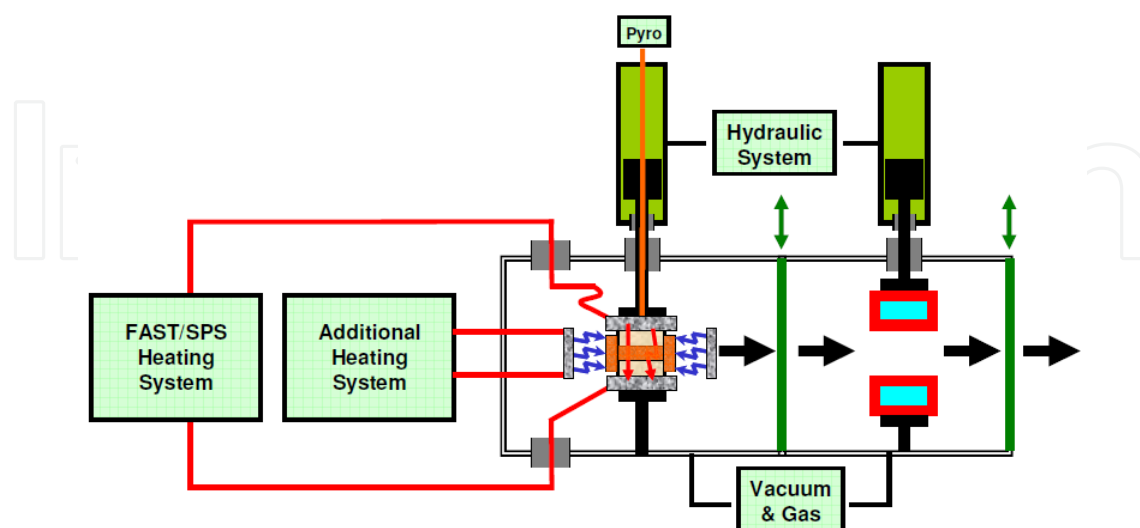 Pyro
Hydraulic
System
FAST/SPS
Heating
System
Additional
Heating
System
Vacuum
& Gas